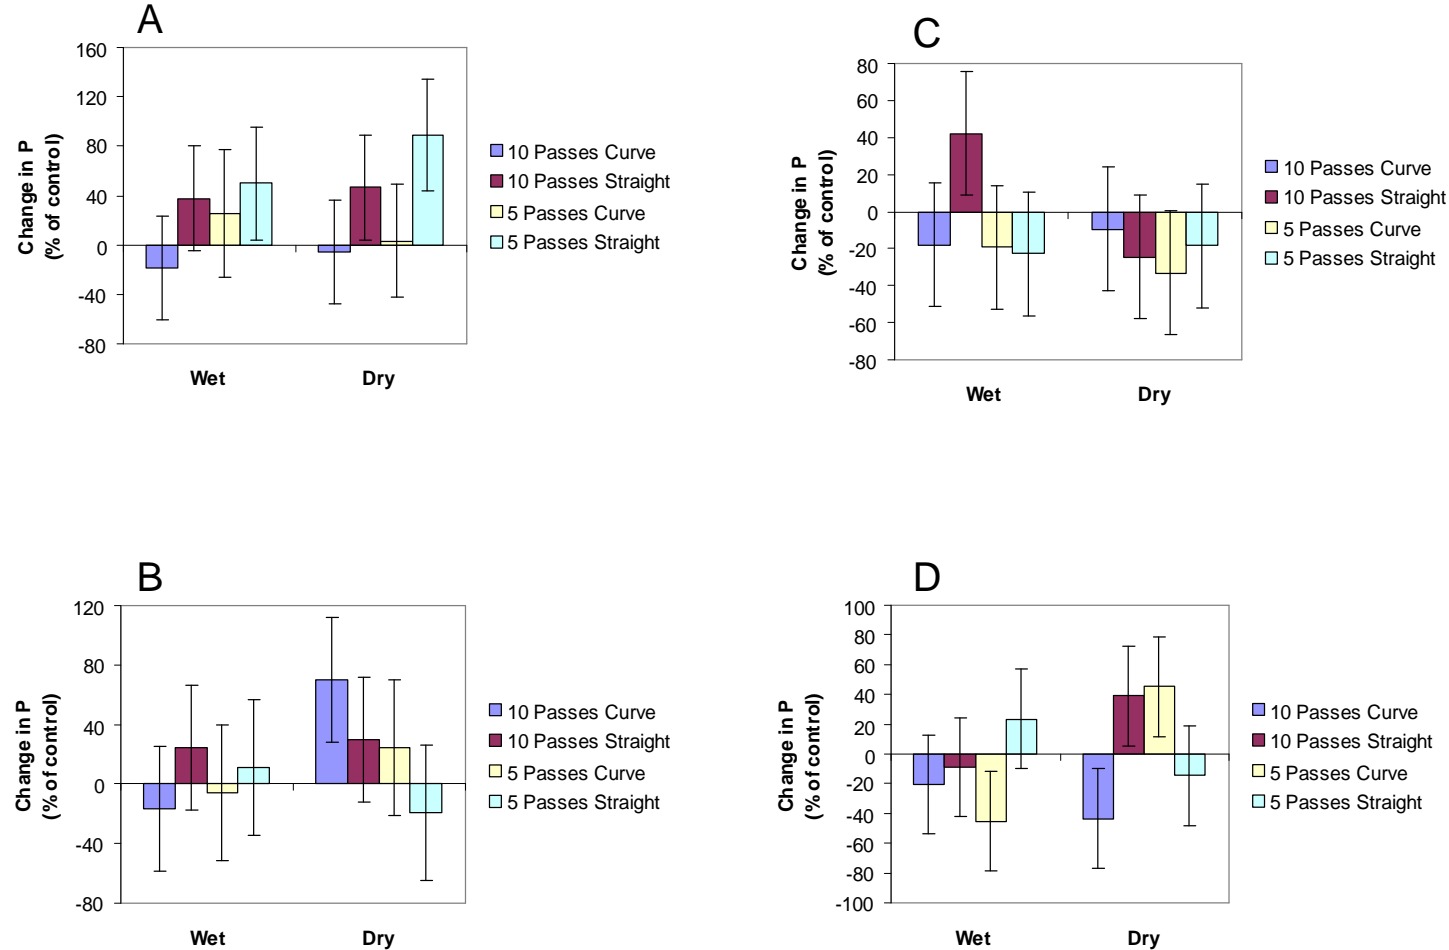 A
160
120
80
40
0
-40
-80
Change in P
(% of control)
Wet
Dry
10 Passes Curve
10 Passes Straight
5 Passes Curve
5 Passes Straight
C
80
60
40
20
0
-20
-40
-60
-80
Change in P
(% of control)
Wet
Dry
10 Passes Curve
10 Passes Straight
5 Passes Curve
5 Passes Straight
B
120
80
40
0
-40
-80
Change in P
(% of control)
Wet
Dry
10 Passes Curve
10 Passes Straight
5 Passes Curve
5 Passes Straight
D
100
80
60
40
20
0
-20
-40
-60
-80
-100
Change in P
(% of control)
Wet
Dry
10 Passes Curve
10 Passes Straight
5 Passes Curve
5 Passes Straight